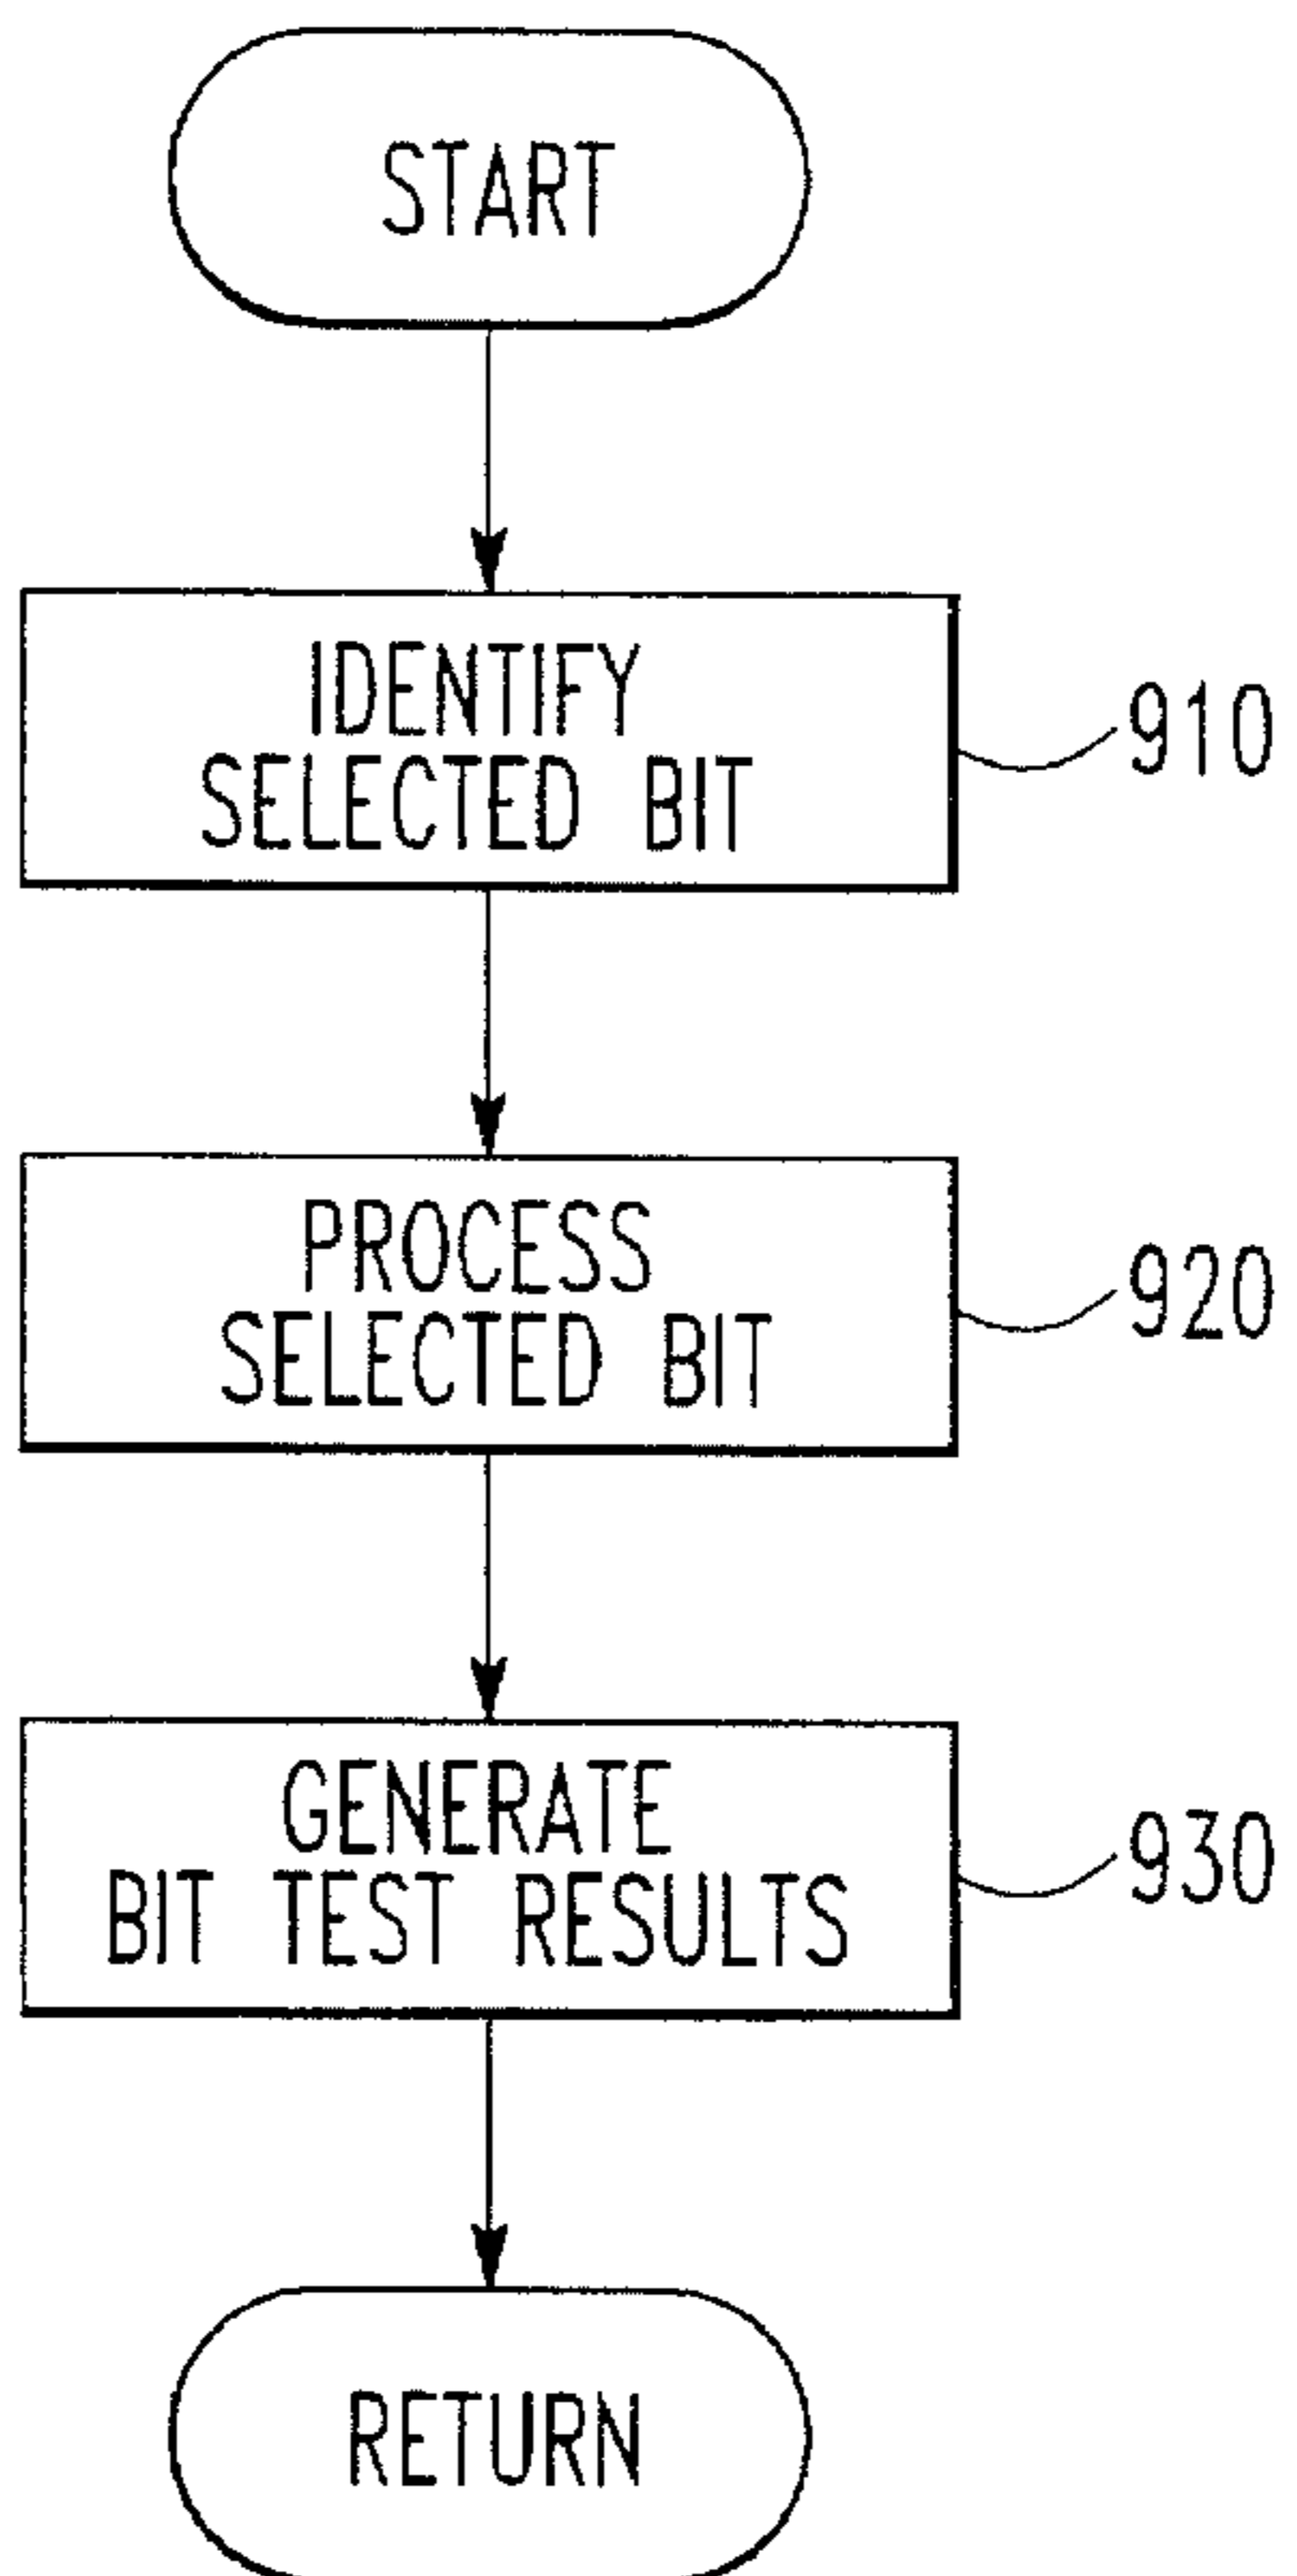 START
IDENTIFY
SELECTED BIT
910
PROCESS
SELECTED BIT
920
GENERATE
BIT TEST RESULTS
930
RETURN